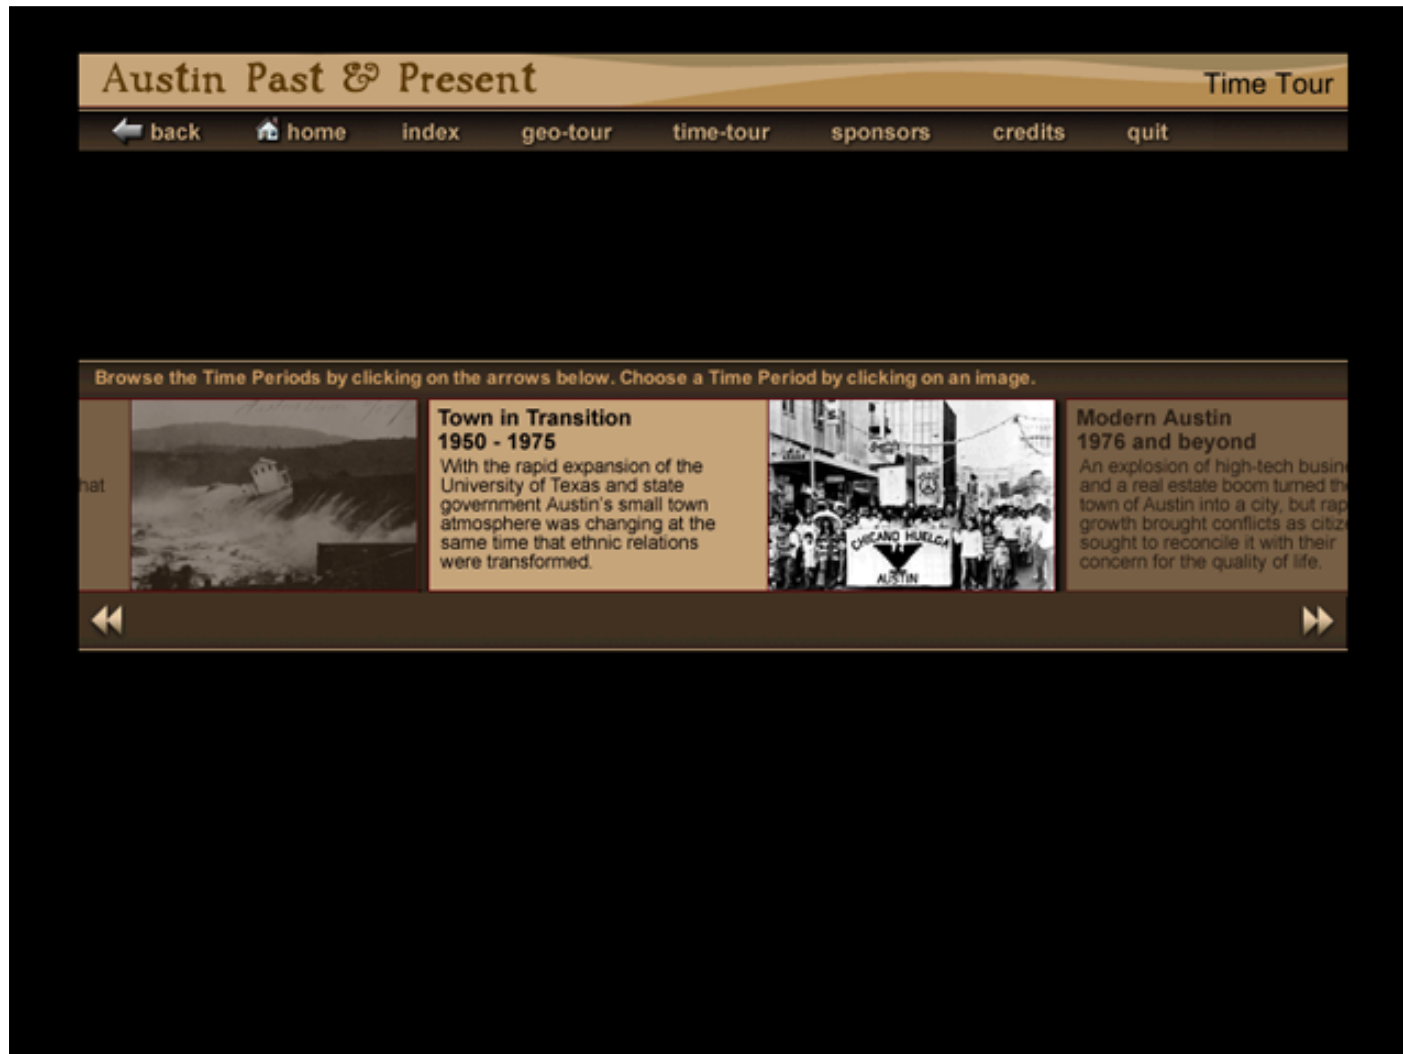 Austin Past & Present
Time Tour
back home index geo-tour time-tour sponsors credits quit
Browse the Time Periods by clicking on the arrows below. Choose a Time Period by clicking on an image.
hat
Town in Transition
1950 - 1975
With the rapid expansion of the
University of Texas and state
government Austin's small town
atmosphere was changing at the
same time that ethnic relations
were transformed.
CHICANO HUELGA
AUSTIN
Modern Austin
1976 and beyond
An explosion of high-tech busine
and a real estate boom turned the
town of Austin into a city, but rap
growth brought conflicts as citize
sought to reconcile it with their
concern for the quality of life.